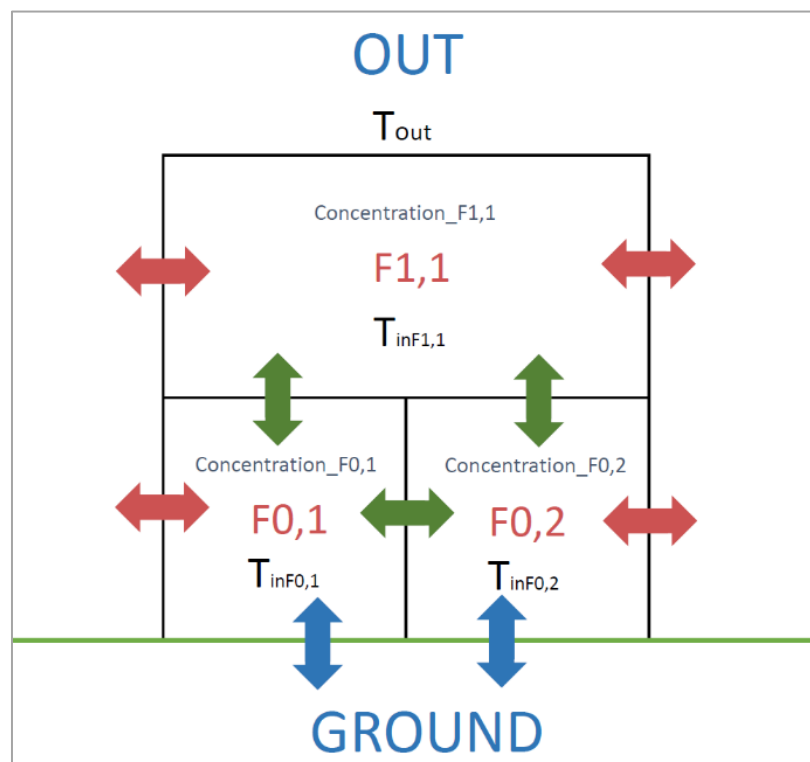 OUT
Tout
Concentration_F1,1
F1,1
TinF1,1
Concentration_F0,1 Concentration_F0,2
F0,1 F0,2
TinF0,1 TinF0,2
GROUND